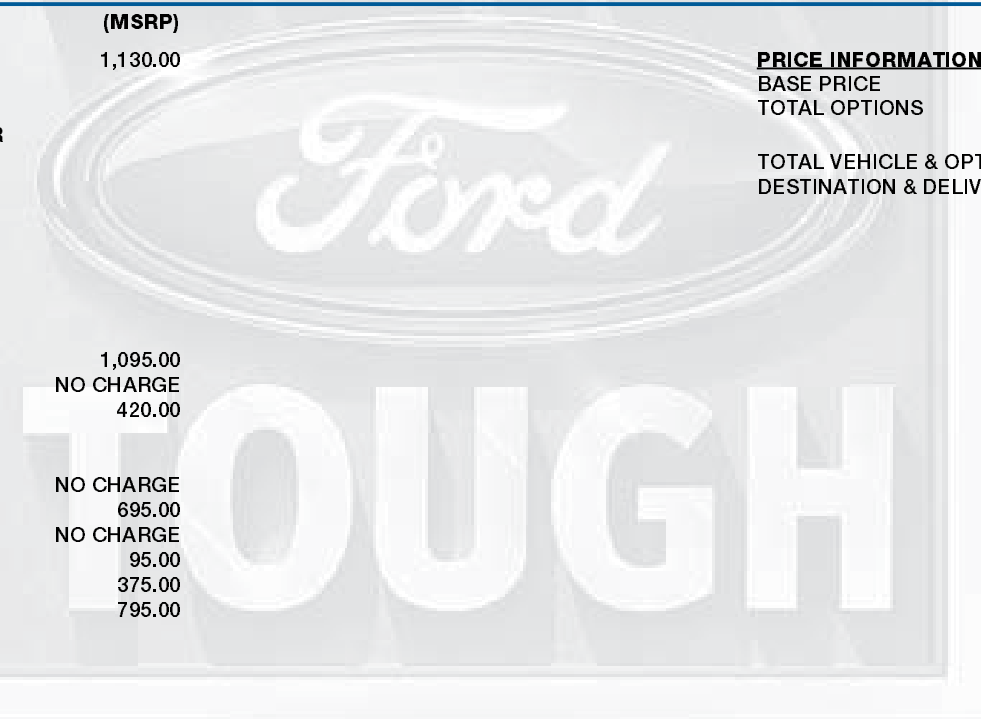 (MSRP)
1,130.00
PRICE INFORMATION
BASE PRICE
TOTAL OPTIONS
R
TOTAL VEHICLE & OPT
DESTINATION & DELIV
Ford
1,095.00
NO CHARGE
420.00
TOUGH
NO CHARGE
695.00
NO CHARGE
95.00
375.00
795.00